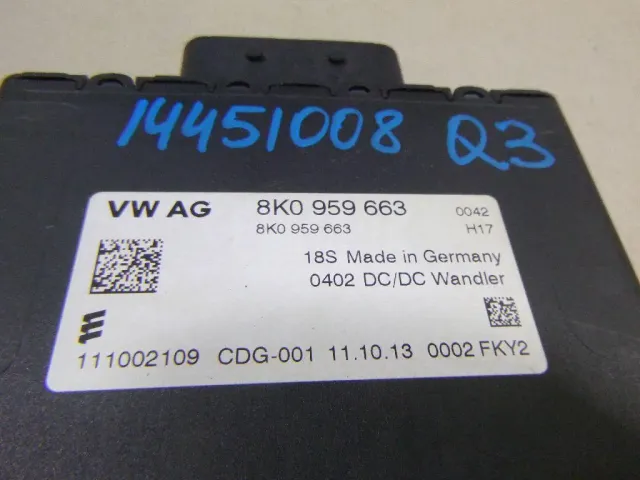 14451008 Q3
VW AG 8K0 959 663 0042
8K0 959 663 H17
18S Made in Germany
0402 DC/DC Wandler
111002109 CDG-001 11.10.13 0002 FKY2